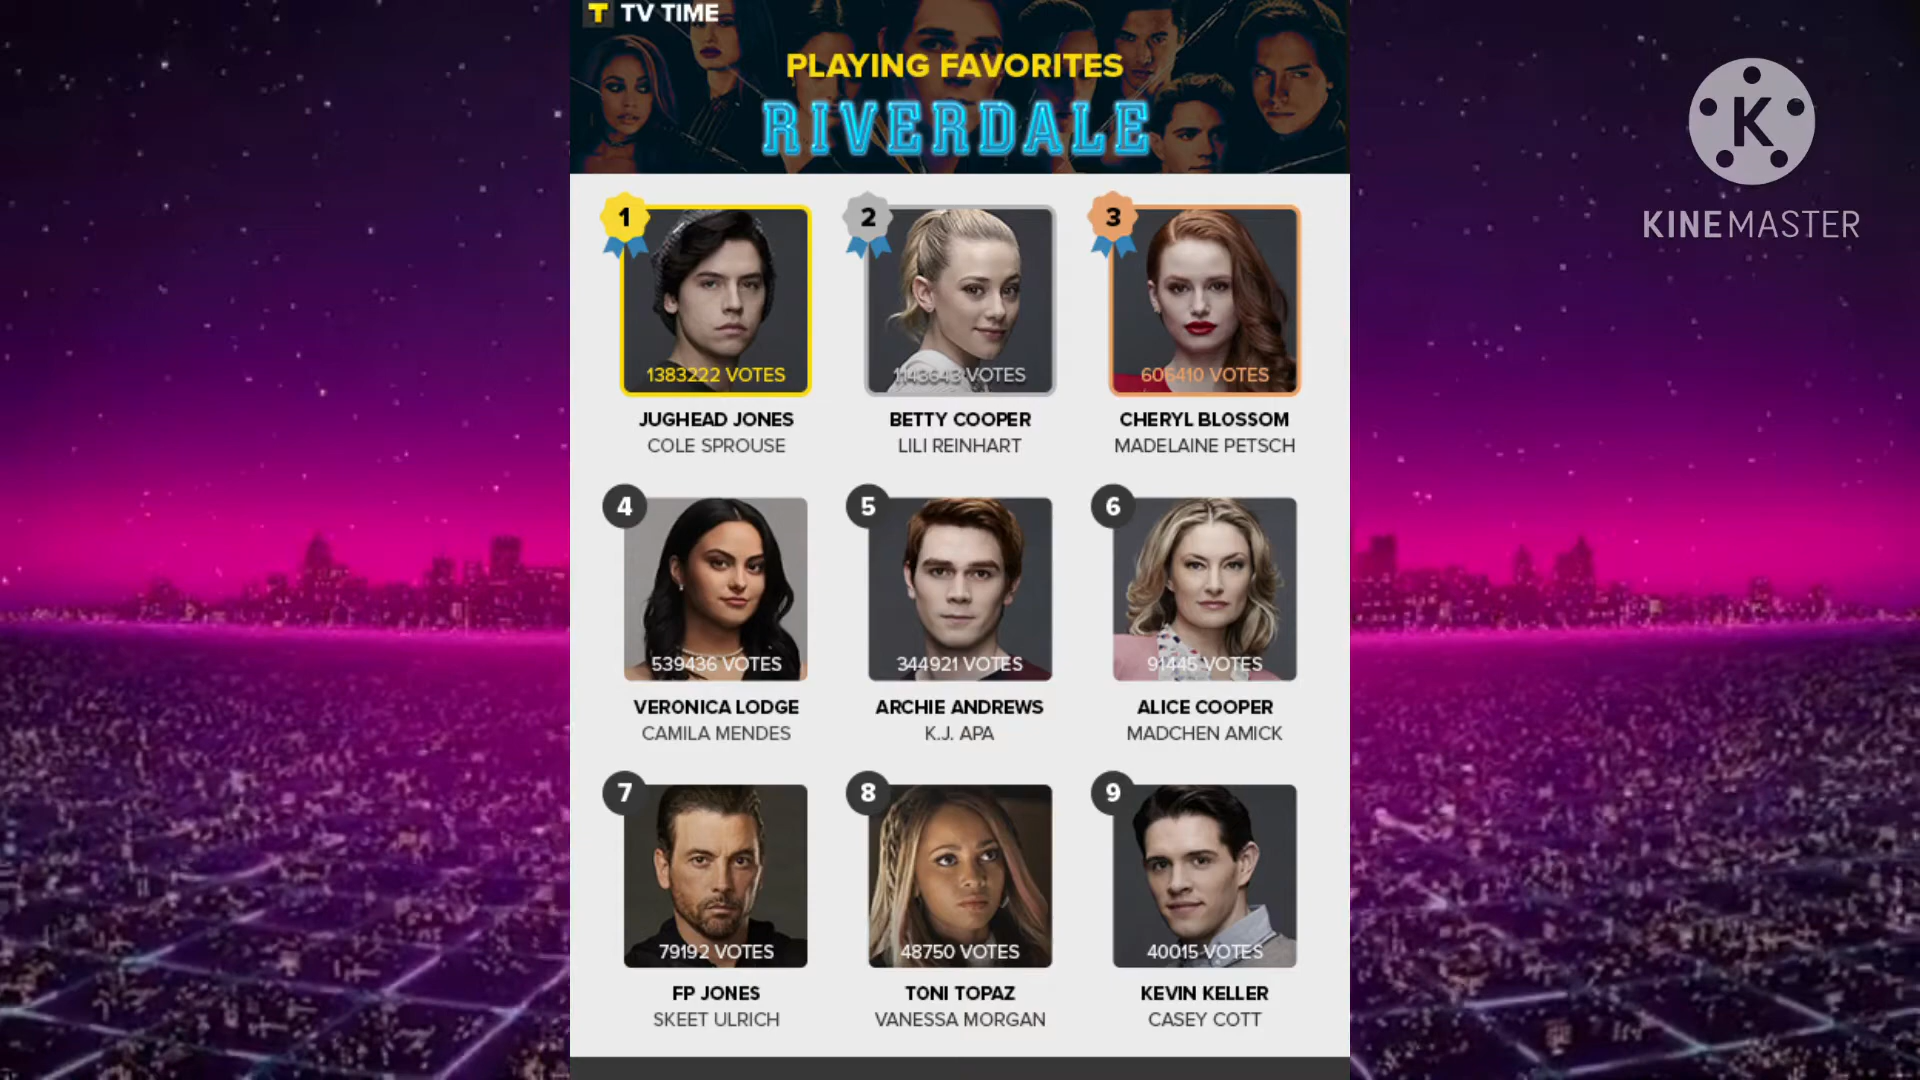 T TV TIME
PLAYING FAVORITES
RIVERDALE
K
KINEMASTER
1
2
3
1383222 VOTES
1143643 VOTES
606410 VOTES
JUGHEAD JONES
BETTY COOPER
CHERYL BLOSSOM
COLE SPROUSE
LILI REINHART
MADELAINE PETSCH
4
5
6
539436 VOTES
344921 VOTES
91445 VOTES
VERONICA LODGE
ARCHIE ANDREWS
ALICE COOPER
CAMILA MENDES
K.J. APA
MADCHEN AMICK
7
8
9
79192 VOTES
48750 VOTES
40015 VOTES
FP JONES
TONI TOPAZ
KEVIN KELLER
SKEET ULRICH
VANESSA MORGAN
CASEY COTT